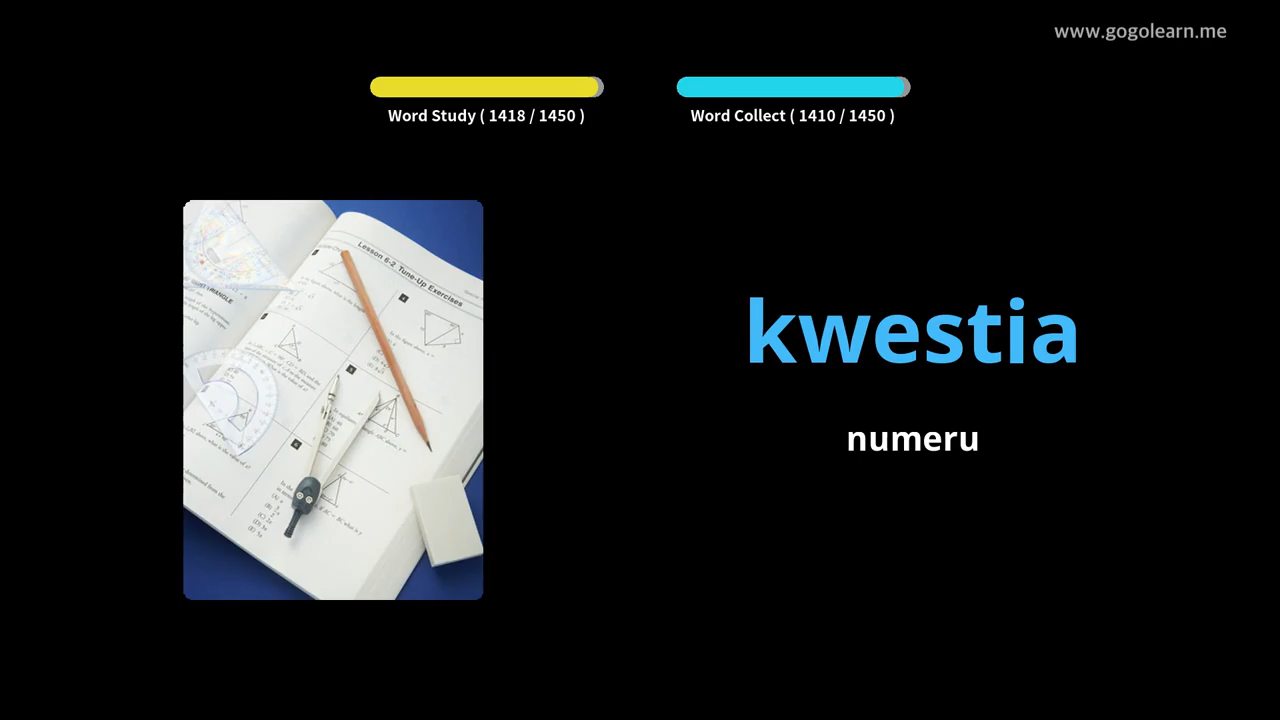 www.gogolearn.me
Word Study ( 1418 / 1450 )
Word Collect ( 1410 / 1450 )
Lesson 6-2 Tune-Up Exercises
kwestia
numeru